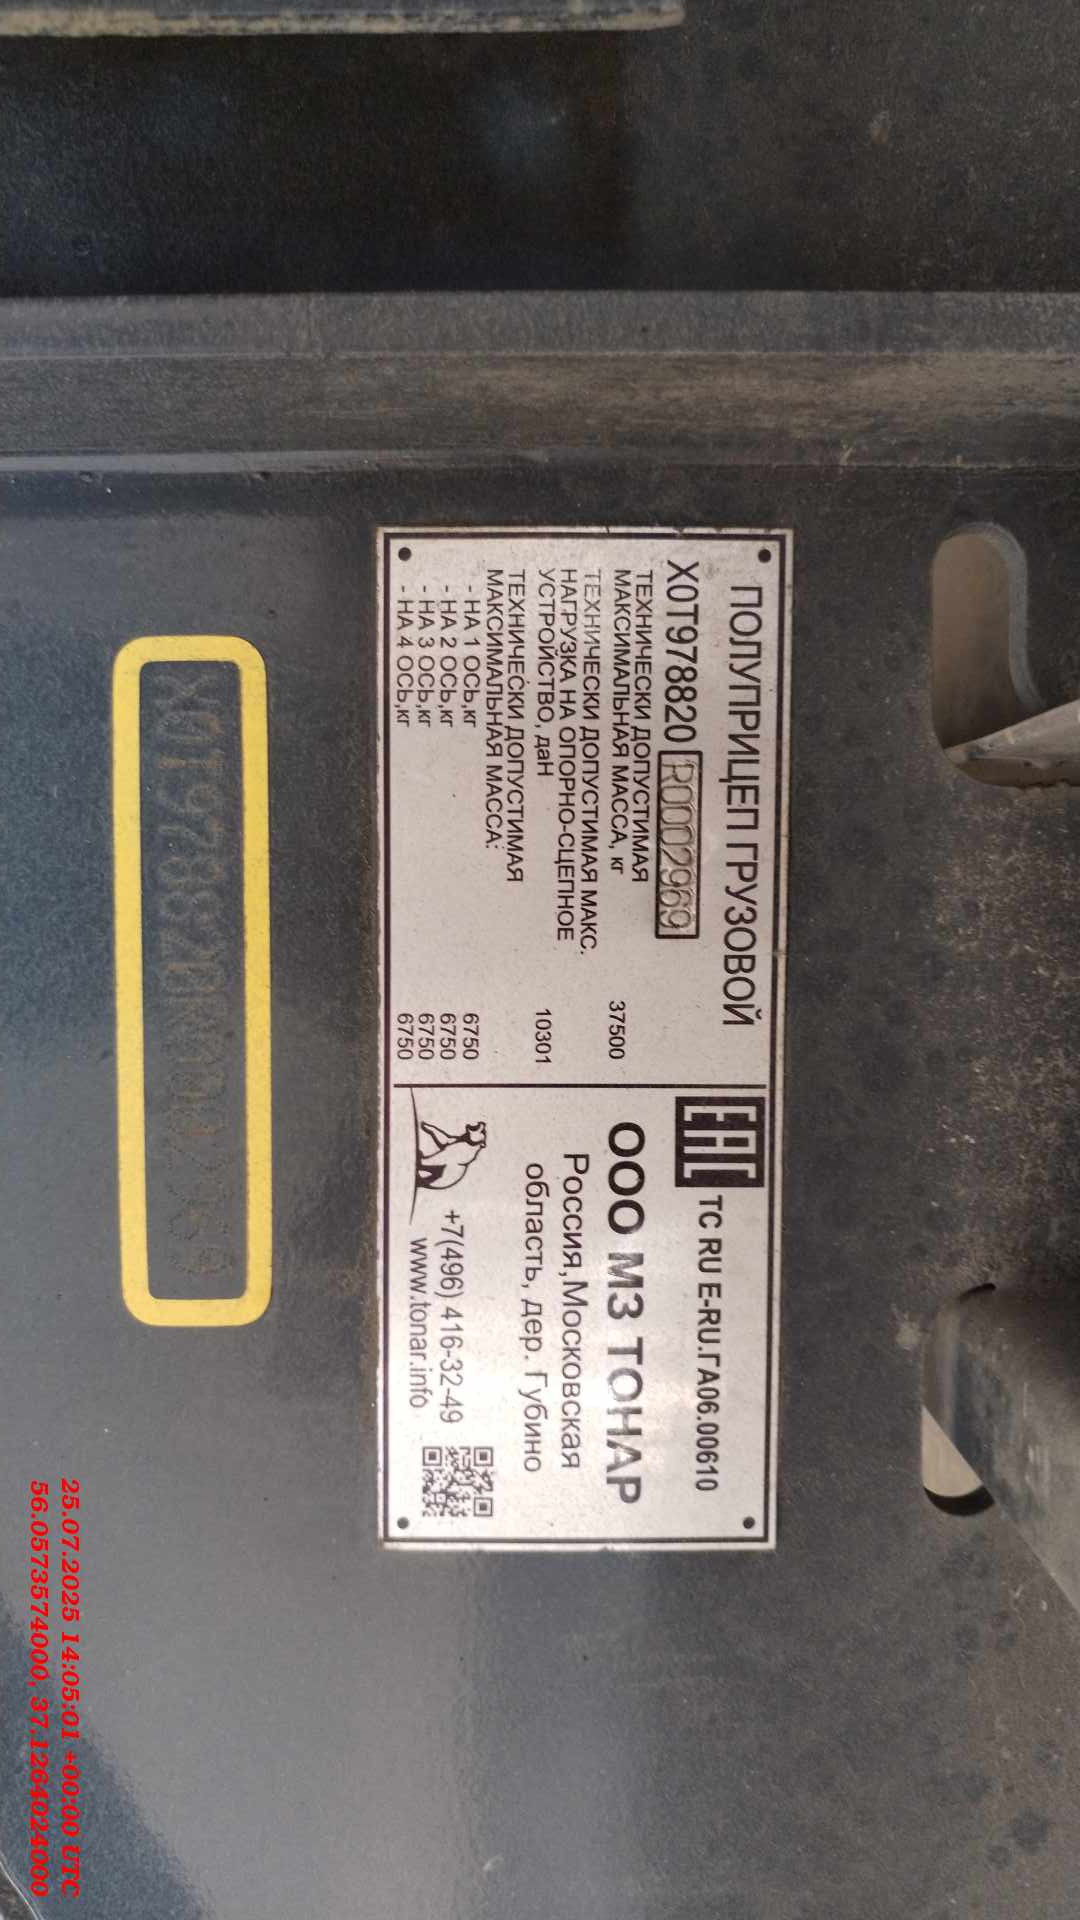 ПОЛУПРИЦЕП ГРУЗОВОЙ
X0T978820 R0002969
ТЕХНИЧЕСКИ ДОПУСТИМАЯ
МАКСИМАЛЬНАЯ МАССА, кг 37500
ТЕХНИЧЕСКИ ДОПУСТИМАЯ МАКС.
НАГРУЗКА НА ОПОРНО-СЦЕПНОЕ
УСТРОЙСТВО, даН 10301
ТЕХНИЧЕСКИ ДОПУСТИМАЯ
МАКСИМАЛЬНАЯ МАССА:
- НА 1 ОСЬ,кг 6750
- НА 2 ОСЬ,кг 6750
- НА 3 ОСЬ,кг 6750
- НА 4 ОСЬ,кг 6750
ЕАС ТС RU E-RU.ГА06.00610
ООО МЗ ТОНАР
Россия,Московская
область, дер. Губино
+7(496) 416-32-49
www.tonar.info
X0T978820R0002969
25.07.2025 14:05:01 +00:00 UTC
56.0573574000, 37.1264024000